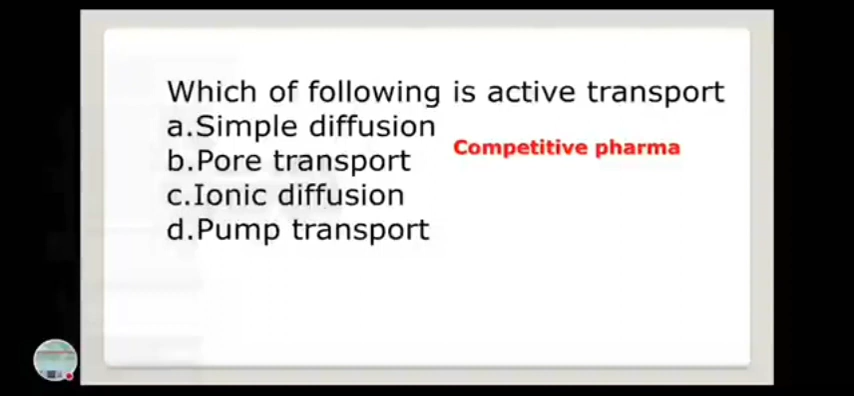 Which of following is active transport
a.Simple diffusion
Competitive pharma
b.Pore transport
c.Ionic diffusion
d.Pump transport